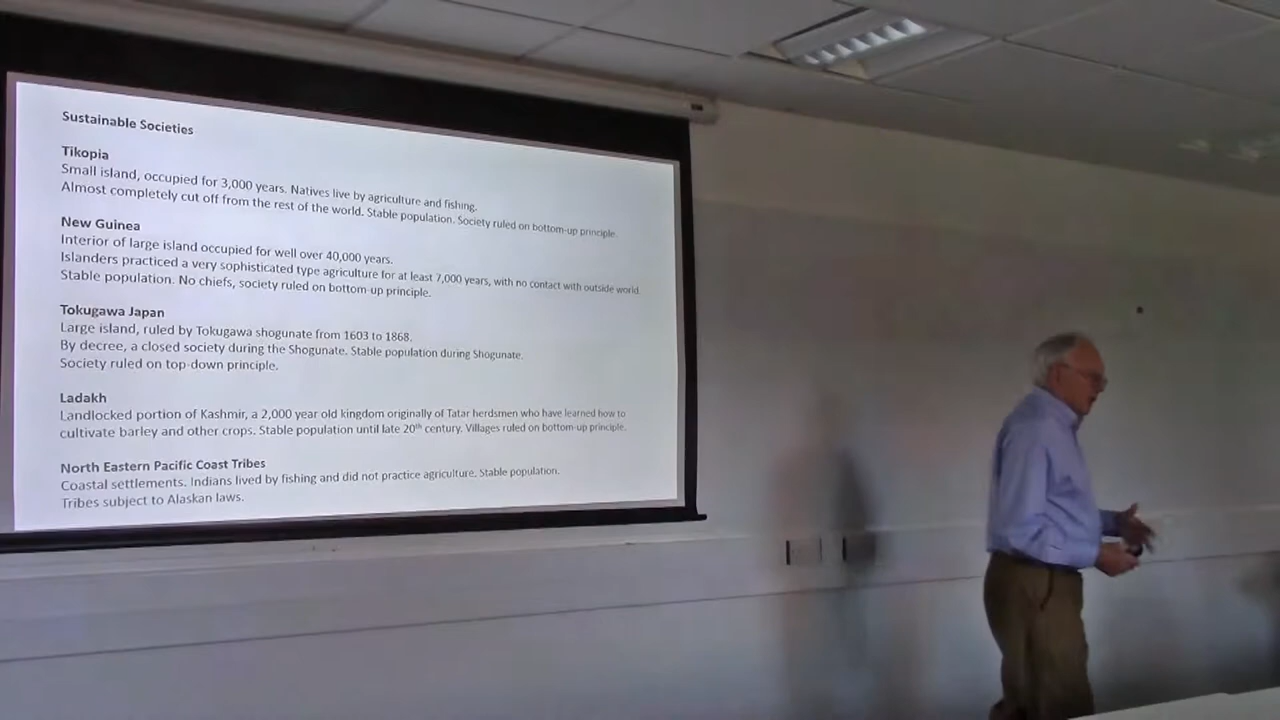 Sustainable Societies
Tikopia
Small island, occupied for 3,000 years. Natives live by agriculture and fishing.
Almost completely cut off from the rest of the world. Stable population. Society ruled on bottom-up principle.
New Guinea
Interior of large island occupied for well over 40,000 years.
Islanders practiced a very sophisticated type agriculture for at least 7,000 years, with no contact with outside world
Stable population. No chiefs, society ruled on bottom-up principle.
Tokugawa Japan
Large island, ruled by Tokugawa shogunate from 1603 to 1868.
By decree, a closed society during the Shogunate. Stable population during Shogunate.
Society ruled on top-down principle.
Ladakh
Landlocked portion of Kashmir, a 2,000 year old kingdom originally of Tatar herdsmen who have learned how to
cultivate barley and other crops. Stable population until late 20th century. Villages ruled on bottom-up principle.
North Eastern Pacific Coast Tribes
Coastal settlements. Indians lived by fishing and did not practice agriculture. Stable population.
Tribes subject to Alaskan laws.